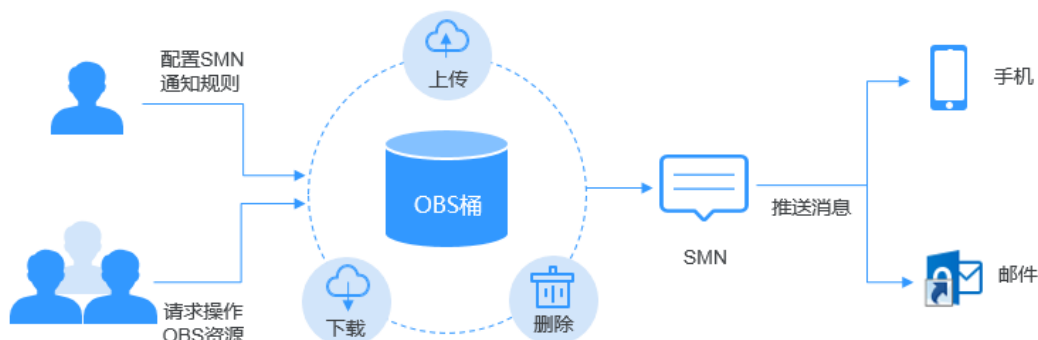 配置SMN
通知规则
上传
手机
OBS桶
推送消息
SMN
邮件
请求操作
OBS资源
下载
删除